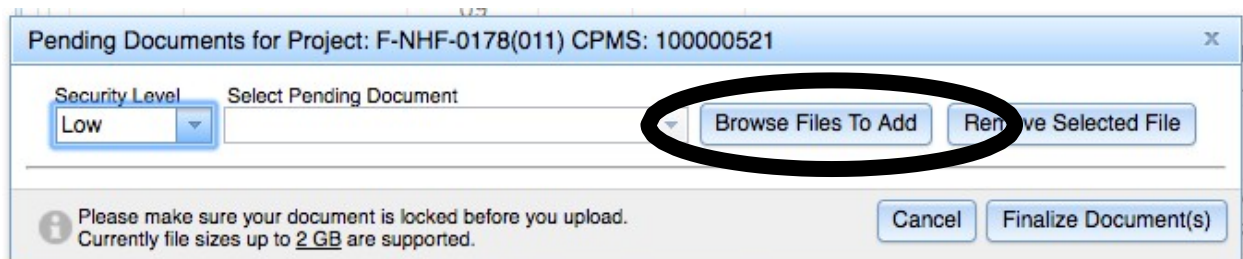 Pending Documents for Project: F-NHF-0178(011) CPMS: 100000521 x
Security Level Select Pending Document
Low Browse Files To Add Remove Selected File
Please make sure your document is locked before you upload.
Currently file sizes up to 2 GB are supported.
Cancel Finalize Document(s)